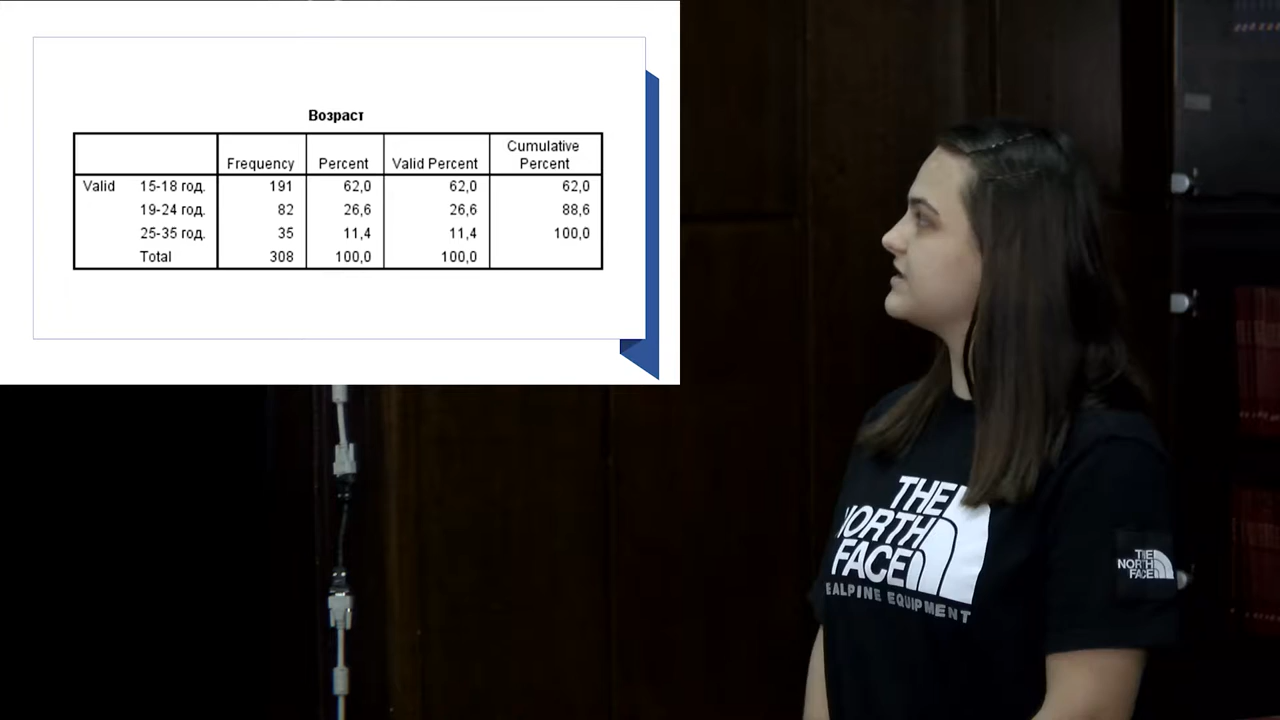 Возраст
Frequency Percent Valid Percent Cumulative Percent
Valid 15-18 год. 191 62,0 62,0 62,0
19-24 год. 82 26,6 26,6 88,6
25-35 год. 35 11,4 11,4 100,0
Total 308 100,0 100,0
THE
NORTH
FACE
EALPINE EQUIPMENT
THE
NORTH
FACE